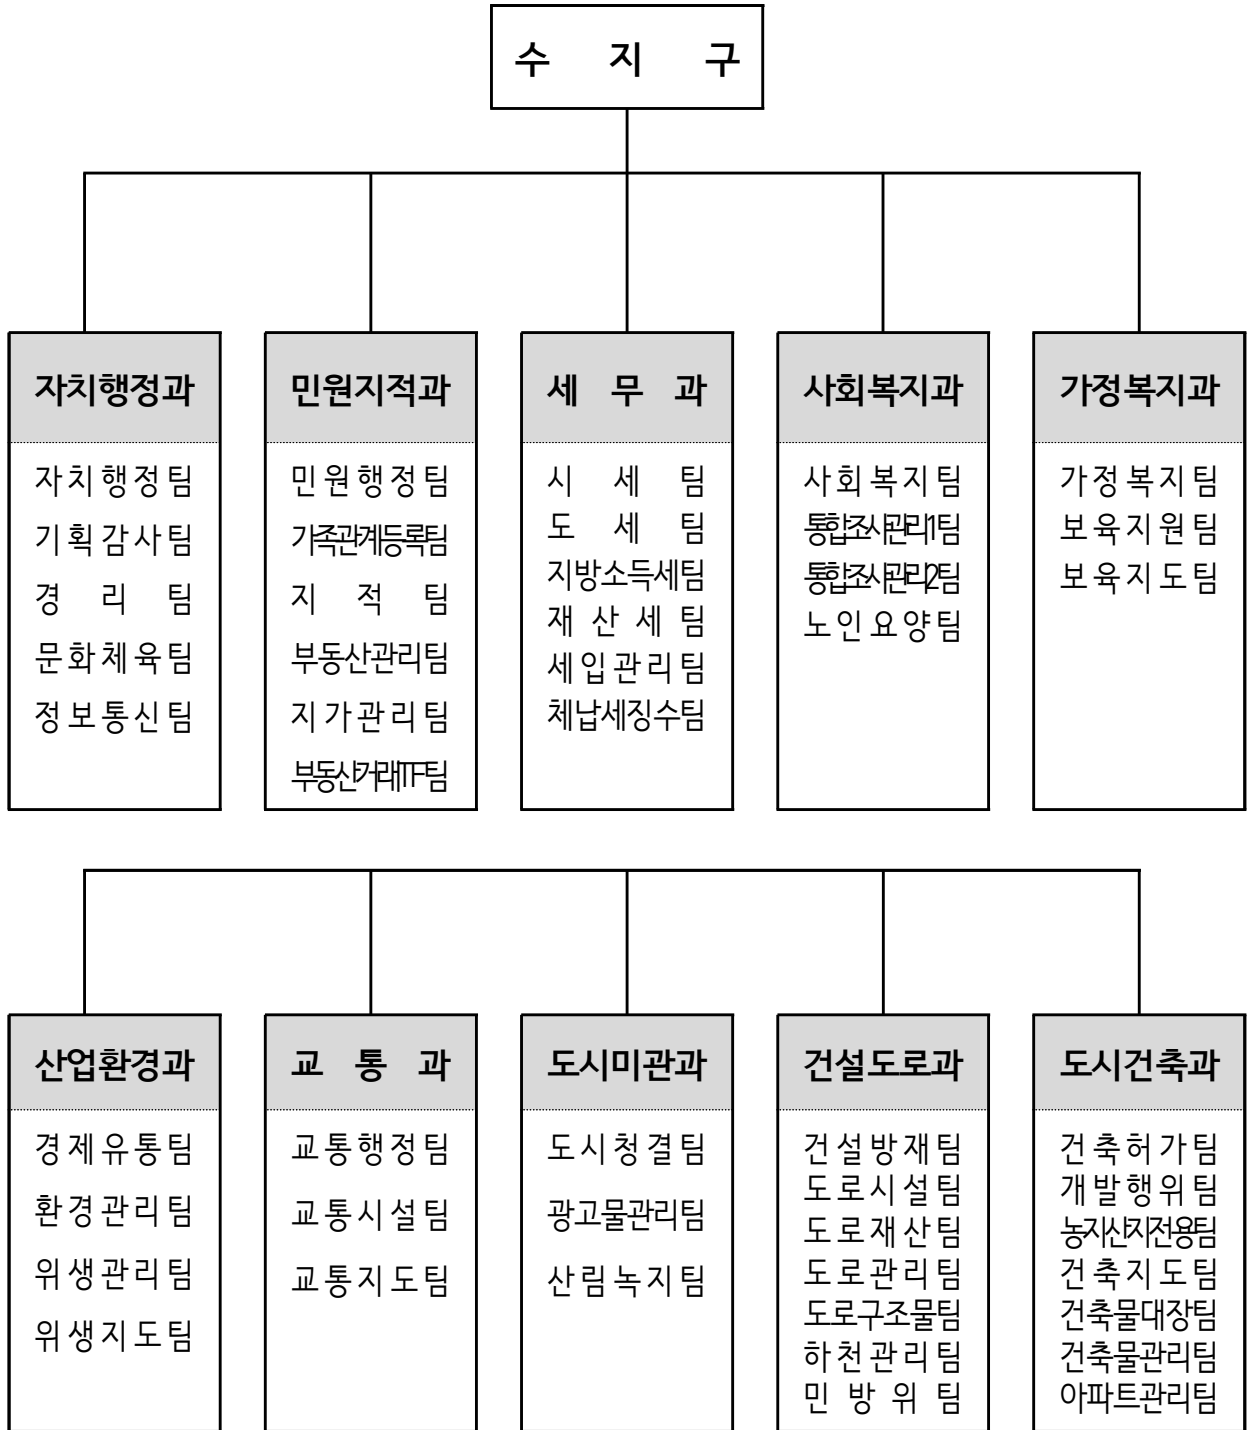 수 지 구
자치행정과
자치행정팀
기획감사팀
경 리 팀
문화체육팀
정보통신팀
민원지적과
민원행정팀
가족관계등록팀
지 적 팀
부동산관리팀
지가관리팀
부동산거래TF팀
세 무 과
시 세 팀
도 세 팀
지방소득세팀
재 산 세 팀
세입관리팀
체납세징수팀
사회복지과
사회복지팀
통합조사관리1팀
통합조사관리2팀
노인요양팀
가정복지과
가정복지팀
보육지원팀
보육지도팀
산업환경과
경제유통팀
환경관리팀
위생관리팀
위생지도팀
교 통 과
교통행정팀
교통시설팀
교통지도팀
도시미관과
도시청결팀
광고물관리팀
산림녹지팀
건설도로과
건설방재팀
도로시설팀
도로재산팀
도로관리팀
도로구조물팀
하천관리팀
민 방 위 팀
도시건축과
건축허가팀
개발행위팀
농지산지전용팀
건축지도팀
건축물대장팀
건축물관리팀
아파트관리팀